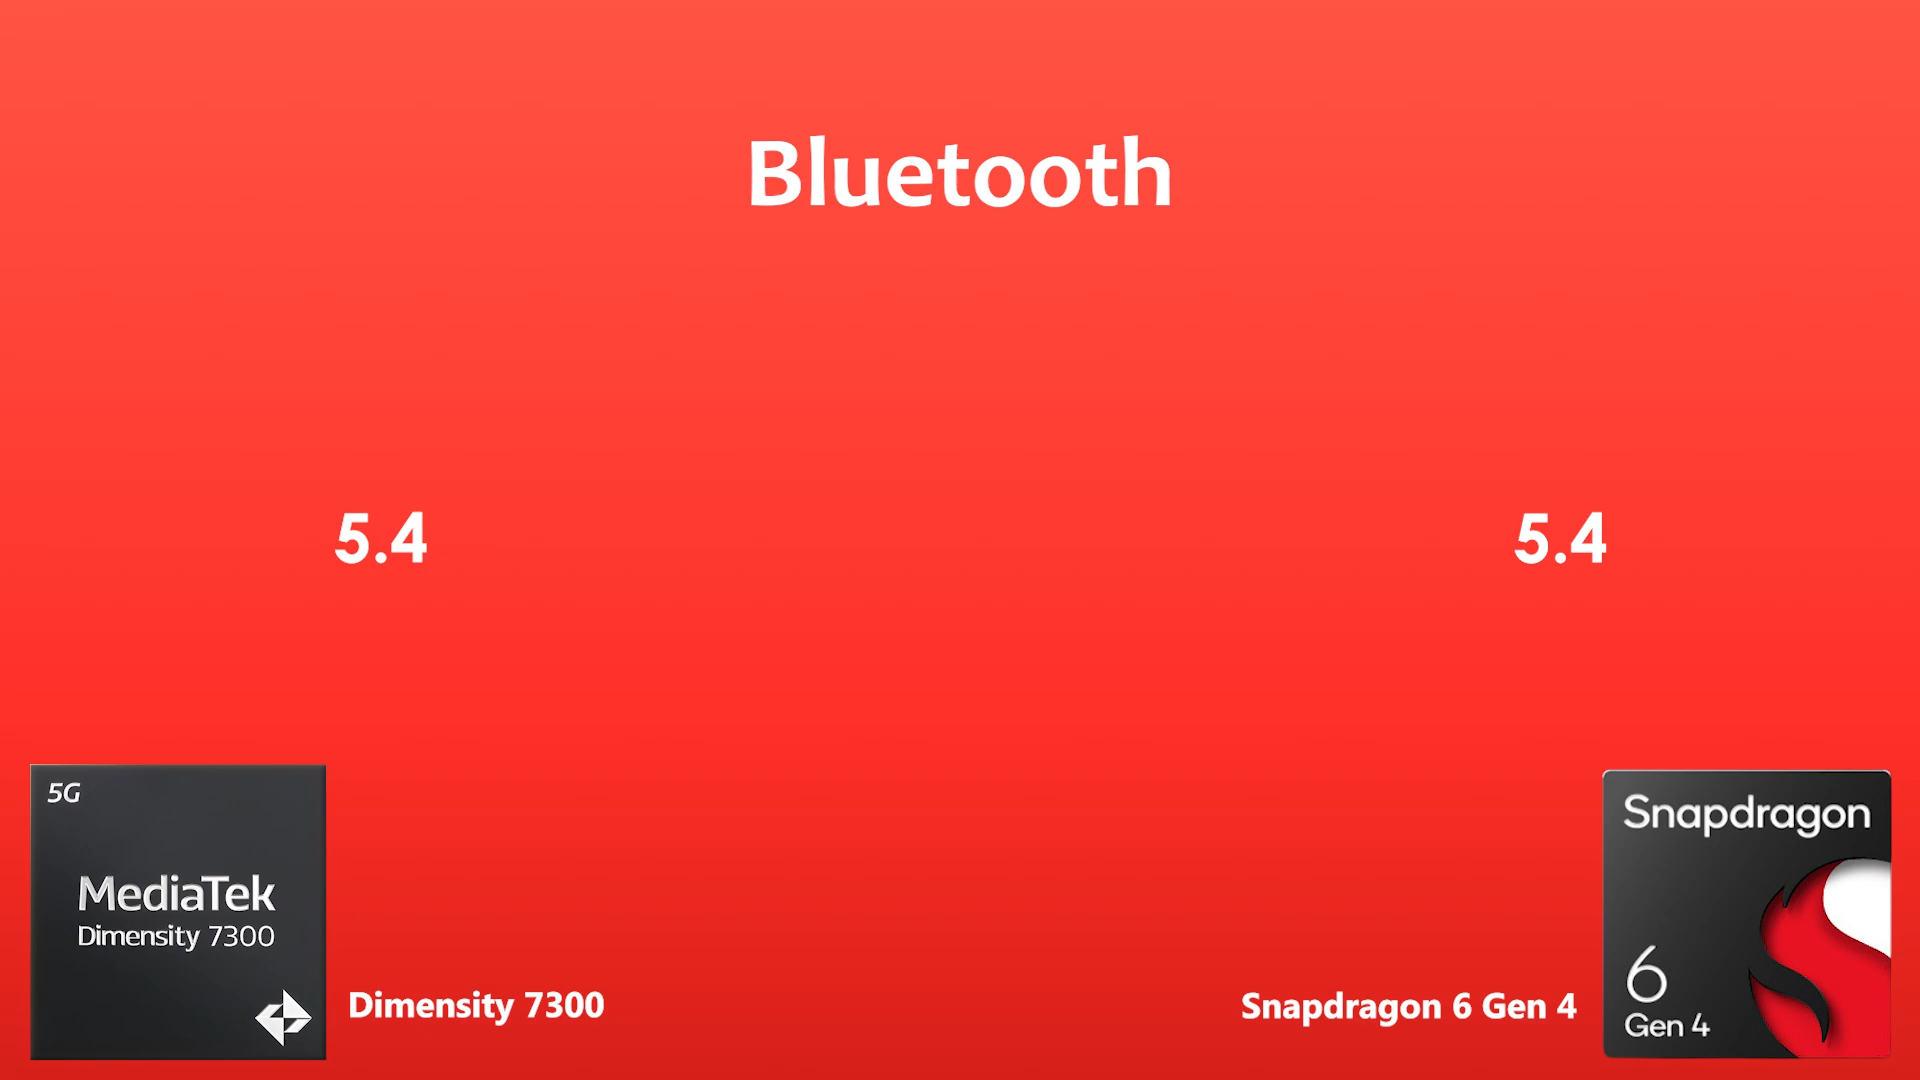 Bluetooth
5.4
5.4
5G
MediaTek
Dimensity 7300
Dimensity 7300
Snapdragon 6 Gen 4
Snapdragon
6
Gen 4